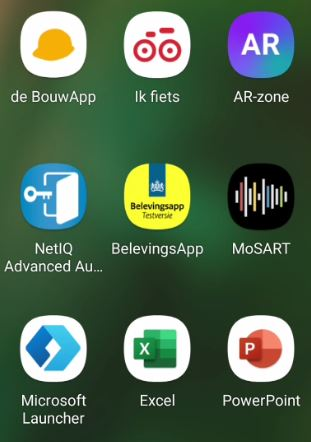 AR
de BouwApp
Ik fiets
AR-zone
Belevingsapp
Testversie
NetIQ
Advanced Au...
BelevingsApp
MoSART
X
P
Microsoft
Launcher
Excel
PowerPoint